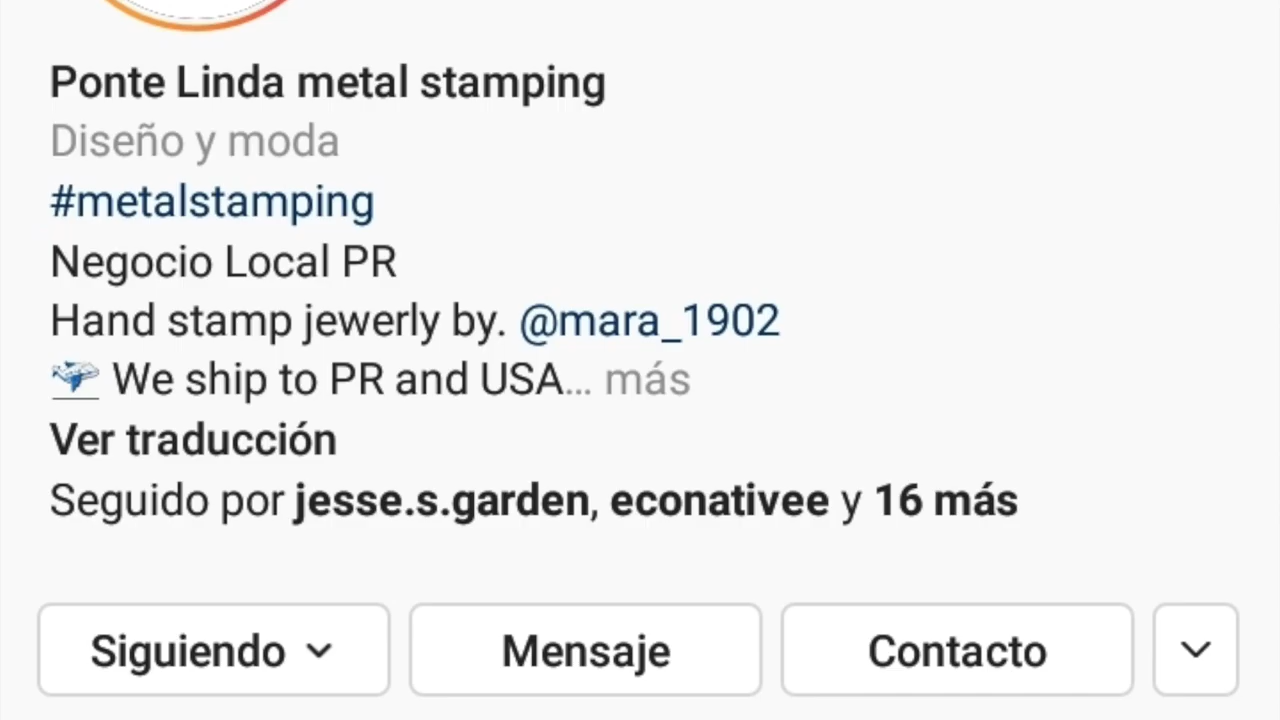 Ponte Linda metal stamping
Diseño y moda
#metalstamping
Negocio Local PR
Hand stamp jewerly by. @mara_1902
🛩️ We ship to PR and USA... más
Ver traducción
Seguido por jesse.s.garden, econativee y 16 más
Siguiendo Mensaje Contacto